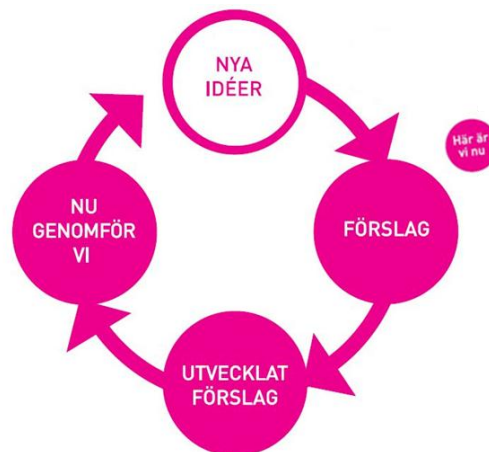 NYA
IDÉER
Här är
vi nu
FÖRSLAG
UTVECKLAT
FÖRSLAG
NU
GENOMFÖR
VI